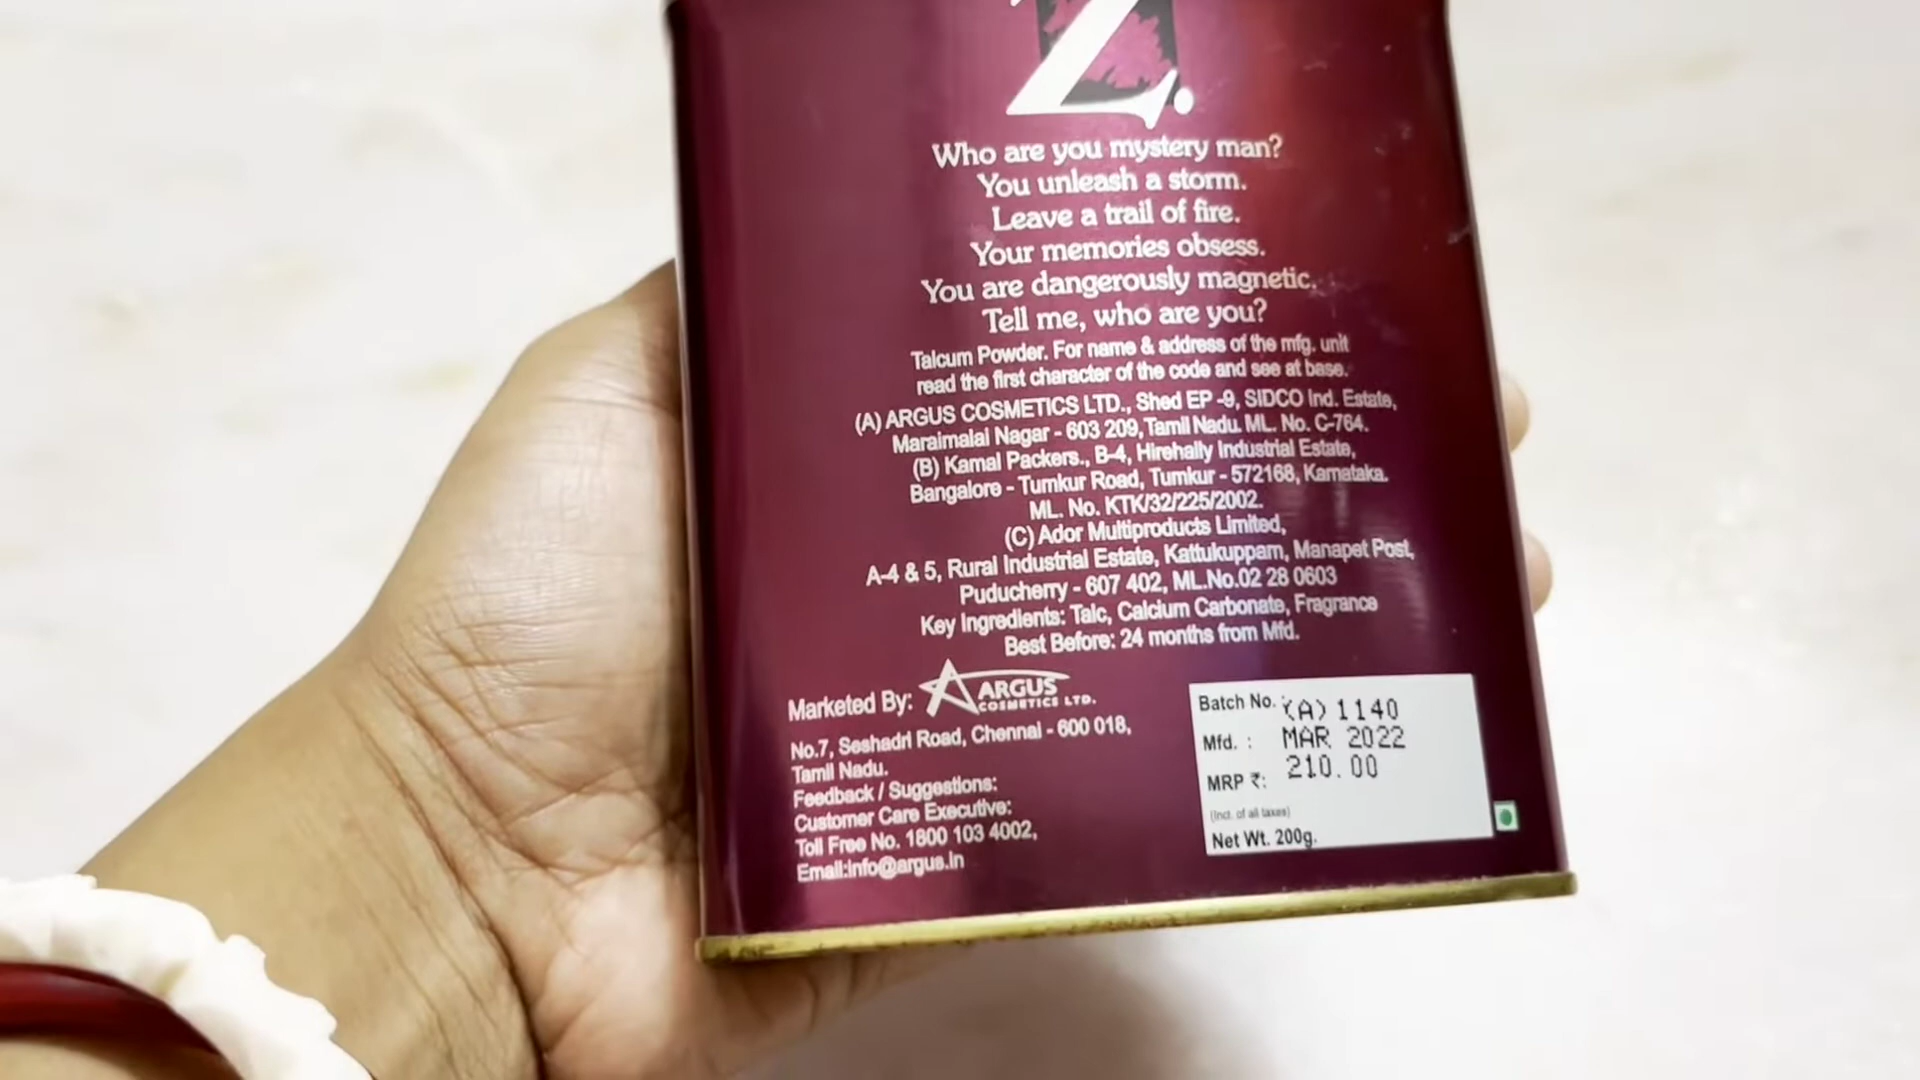 Z.
Who are you mystery man?
You unleash a storm.
Leave a trail of fire.
Your memories obsess.
You are dangerously magnetic.
Tell me, who are you?
Talcum Powder. For name & address of the mfg. unit
read the first character of the code and see at base.
(A) ARGUS COSMETICS LTD., Shed EP -9, SIDCO Ind. Estate,
Maraimalai Nagar - 603 209, Tamil Nadu. ML. No. C-764.
(B) Kamal Packers., B-4, Hirehally Industrial Estate,
Bangalore - Tumkur Road, Tumkur - 572168, Karnataka.
ML. No. KTK/32/225/2002.
(C) Ador Multiproducts Limited,
A-4 & 5, Rural Industrial Estate, Kattukuppam, Manapet Post,
Puducherry - 607 402, ML.No.02 28 0603
Key Ingredients: Talc, Calcium Carbonate, Fragrance
Best Before: 24 months from Mfd.
Marketed By: ARGUS
COSMETICS LTD.
No.7, Seshadri Road, Chennai - 600 018,
Tamil Nadu.
Feedback / Suggestions:
Customer Care Executive:
Toll Free No. 1800 103 4002,
Email:info@argus.in
Batch No. : (A) 1140
Mfd. : MAR 2022
MRP ₹: 210.00
(Incl. of all taxes)
Net Wt. 200g.